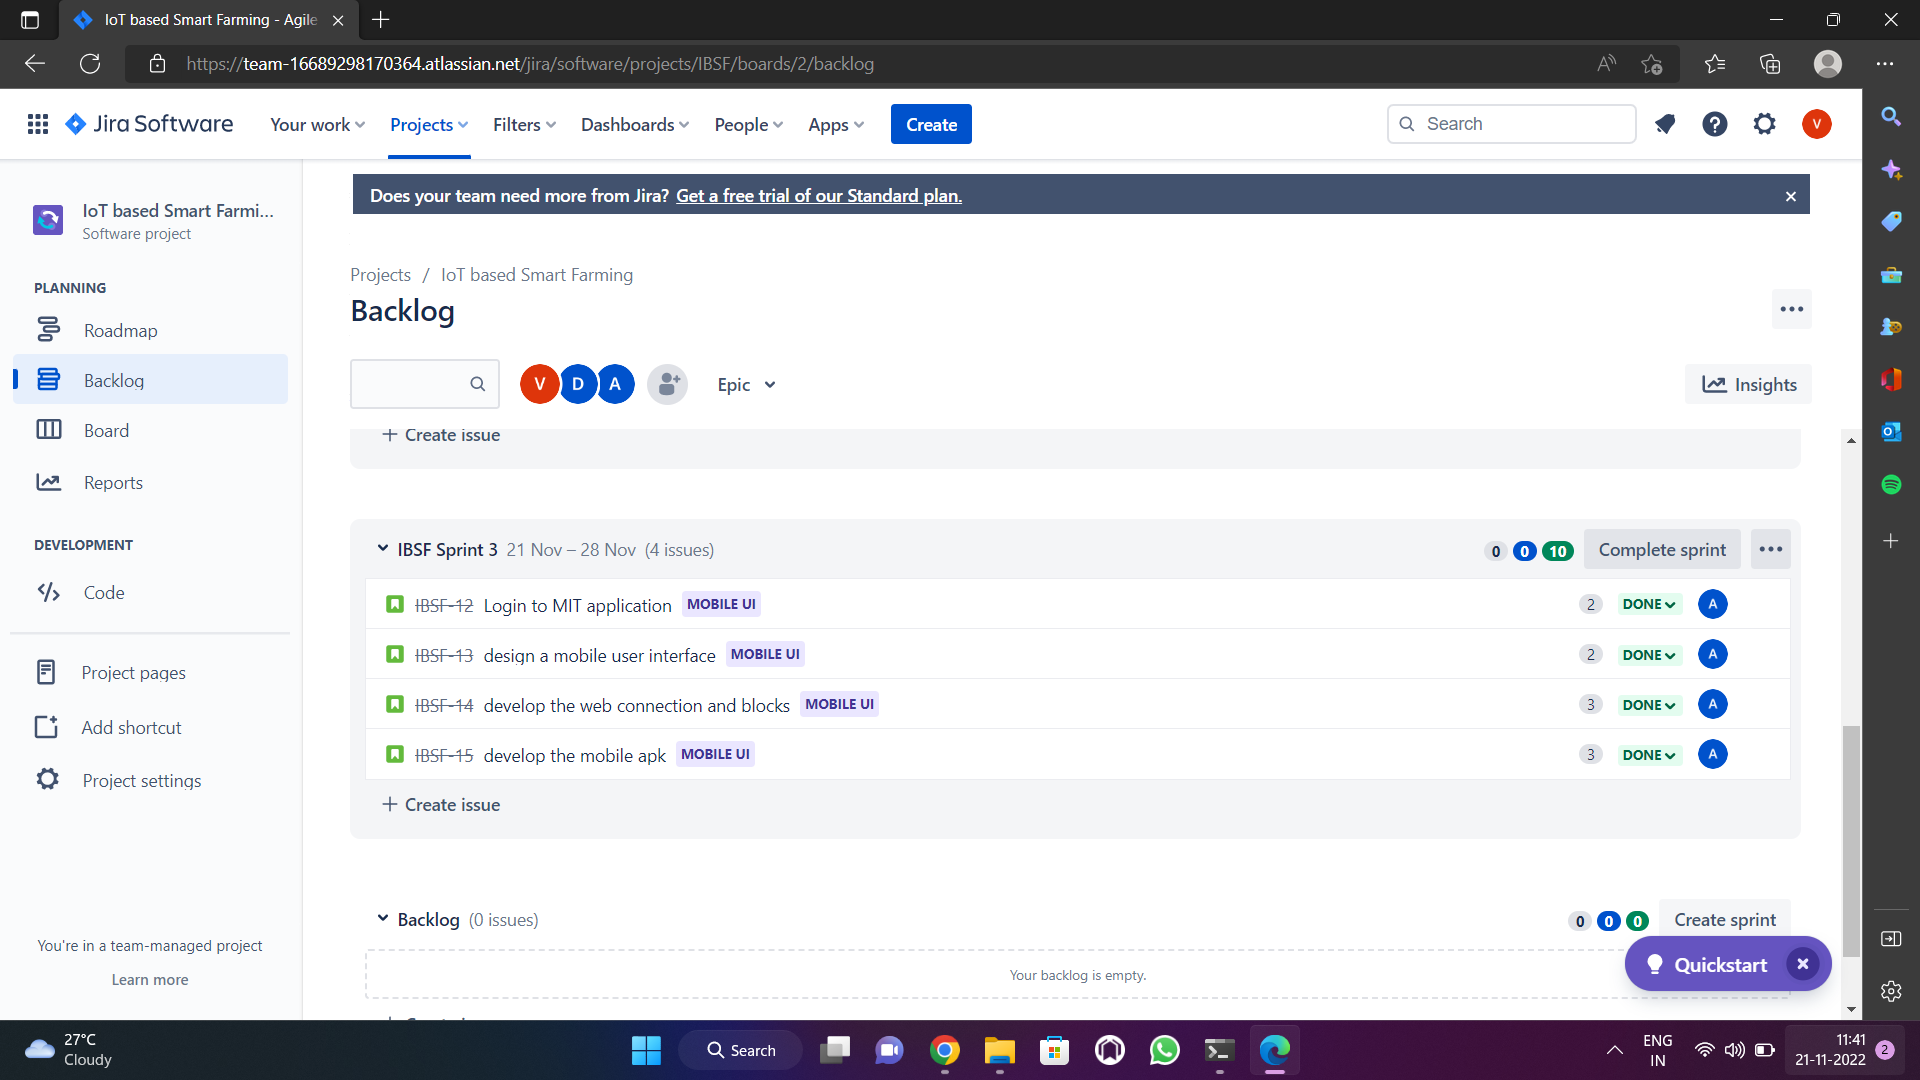 IoT based Smart Farming - Agile
https://team-16689298170364.atlassian.net/jira/software/projects/IBSF/boards/2/backlog
Jira Software
Your work
Projects
Filters
Dashboards
People
Apps
Create
Search
V
Does your team need more from Jira? Get a free trial of our Standard plan.
IoT based Smart Farmi...
Software project
PLANNING
Roadmap
Backlog
Board
Reports
DEVELOPMENT
Code
Project pages
Add shortcut
Project settings
You're in a team-managed project
Learn more
Projects / IoT based Smart Farming
Backlog
V D A
Epic
Insights
+ Create issue
IBSF Sprint 3 21 Nov – 28 Nov (4 issues)
0 0 10 Complete sprint
IBSF-12 Login to MIT application MOBILE UI 2 DONE A
IBSF-13 design a mobile user interface MOBILE UI 2 DONE A
IBSF-14 develop the web connection and blocks MOBILE UI 3 DONE A
IBSF-15 develop the mobile apk MOBILE UI 3 DONE A
+ Create issue
Backlog (0 issues)
0 0 0 Create sprint
Your backlog is empty.
Quickstart
27°C
Cloudy
Search
ENG
IN
11:41
21-11-2022
2